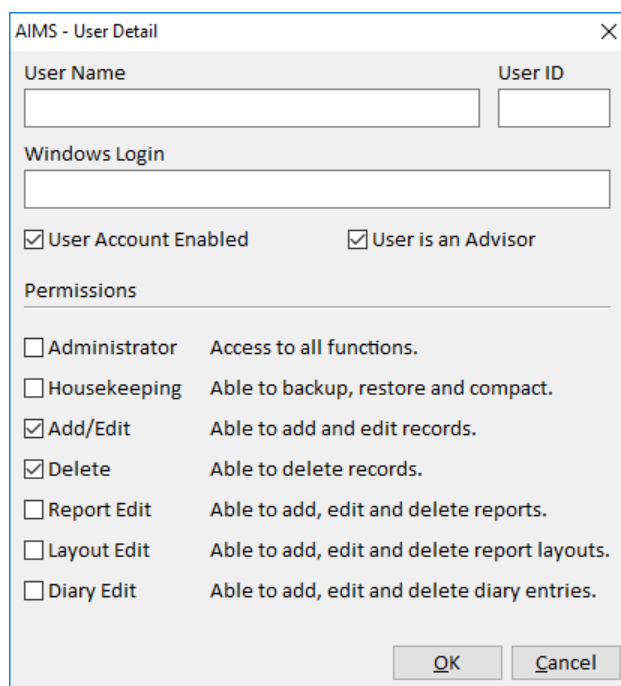 AIMS - User Detail
User Name User ID
Windows Login
User Account Enabled User is an Advisor
Permissions
Administrator Access to all functions.
Housekeeping Able to backup, restore and compact.
Add/Edit Able to add and edit records.
Delete Able to delete records.
Report Edit Able to add, edit and delete reports.
Layout Edit Able to add, edit and delete report layouts.
Diary Edit Able to add, edit and delete diary entries.
OK Cancel